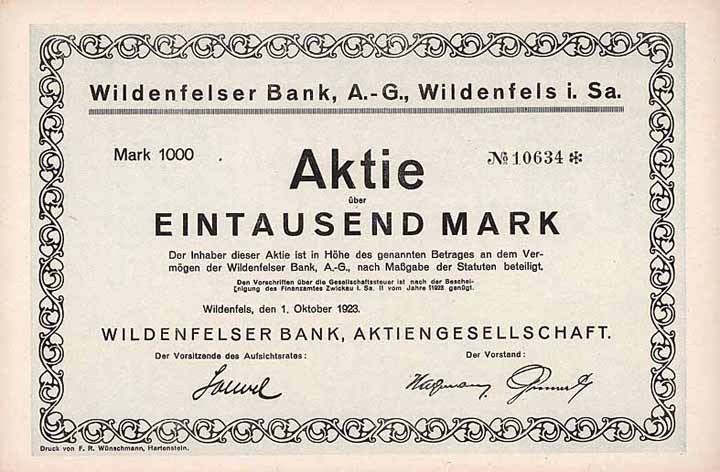 Wildenfelser Bank, A.-G., Wildenfels i. Sa.
Mark 1000
Aktie
№ 10634 ✻
über
EINTAUSEND MARK
Der Inhaber dieser Aktie ist in Höhe des genannten Betrages an dem Ver-
mögen der Wildenfelser Bank, A.-G., nach Maßgabe der Statuten beteiligt.
Den Vorschriften über die Gesellschaftsteuer ist nach der Beschei-
nigung des Finanzamtes Zwickau i. Sa. II vom Jahre 1923 genügt.
Wildenfels, den 1. Oktober 1923.
WILDENFELSER BANK, AKTIENGESELLSCHAFT.
Der Vorsitzende des Aufsichtsrates:
Der Vorstand:
Druck von F. R. Wünschmann, Hartenstein.